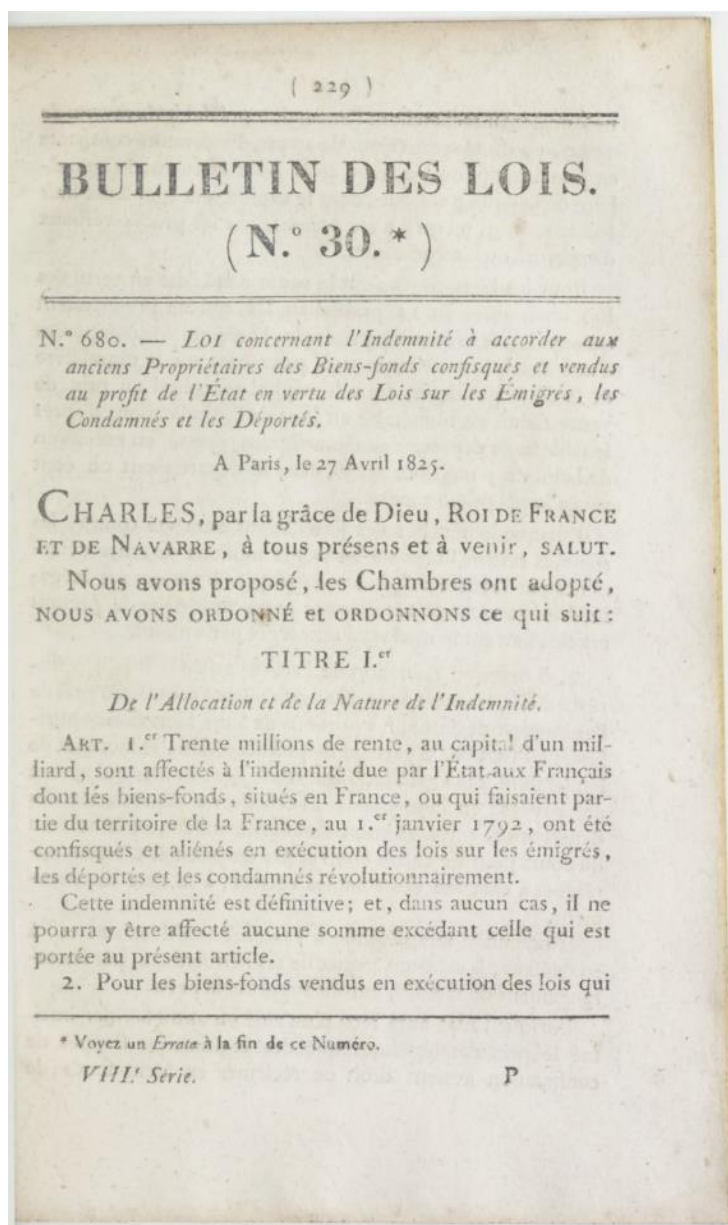 ( 229 )
BULLETIN DES LOIS.
(N.° 30.*)
N.° 680. — LOI concernant l'Indemnité à accorder aux
anciens Propriétaires des Biens-fonds confisqués et vendus
au profit de l'État en vertu des Lois sur les Émigrés, les
Condamnés et les Déportés.
A Paris, le 27 Avril 1825.
CHARLES, par la grâce de Dieu, ROI DE FRANCE
ET DE NAVARRE, à tous présens et à venir, SALUT.
Nous avons proposé, les Chambres ont adopté,
NOUS AVONS ORDONNÉ et ORDONNONS ce qui suit :
TITRE I.er
De l'Allocation et de la Nature de l'Indemnité.
ART. 1.er Trente millions de rente, au capital d'un mil-
liard, sont affectés à l'indemnité due par l'État aux Français
dont les biens-fonds, situés en France, ou qui faisaient par-
tie du territoire de la France, au 1.er janvier 1792, ont été
confisqués et aliénés en exécution des lois sur les émigrés,
les déportés et les condamnés révolutionnairement.
Cette indemnité est définitive; et, dans aucun cas, il ne
pourra y être affecté aucune somme excédant celle qui est
portée au présent article.
2. Pour les biens-fonds vendus en exécution des lois qui
* Voyez un Errata à la fin de ce Numéro.
VIII.e Série. P